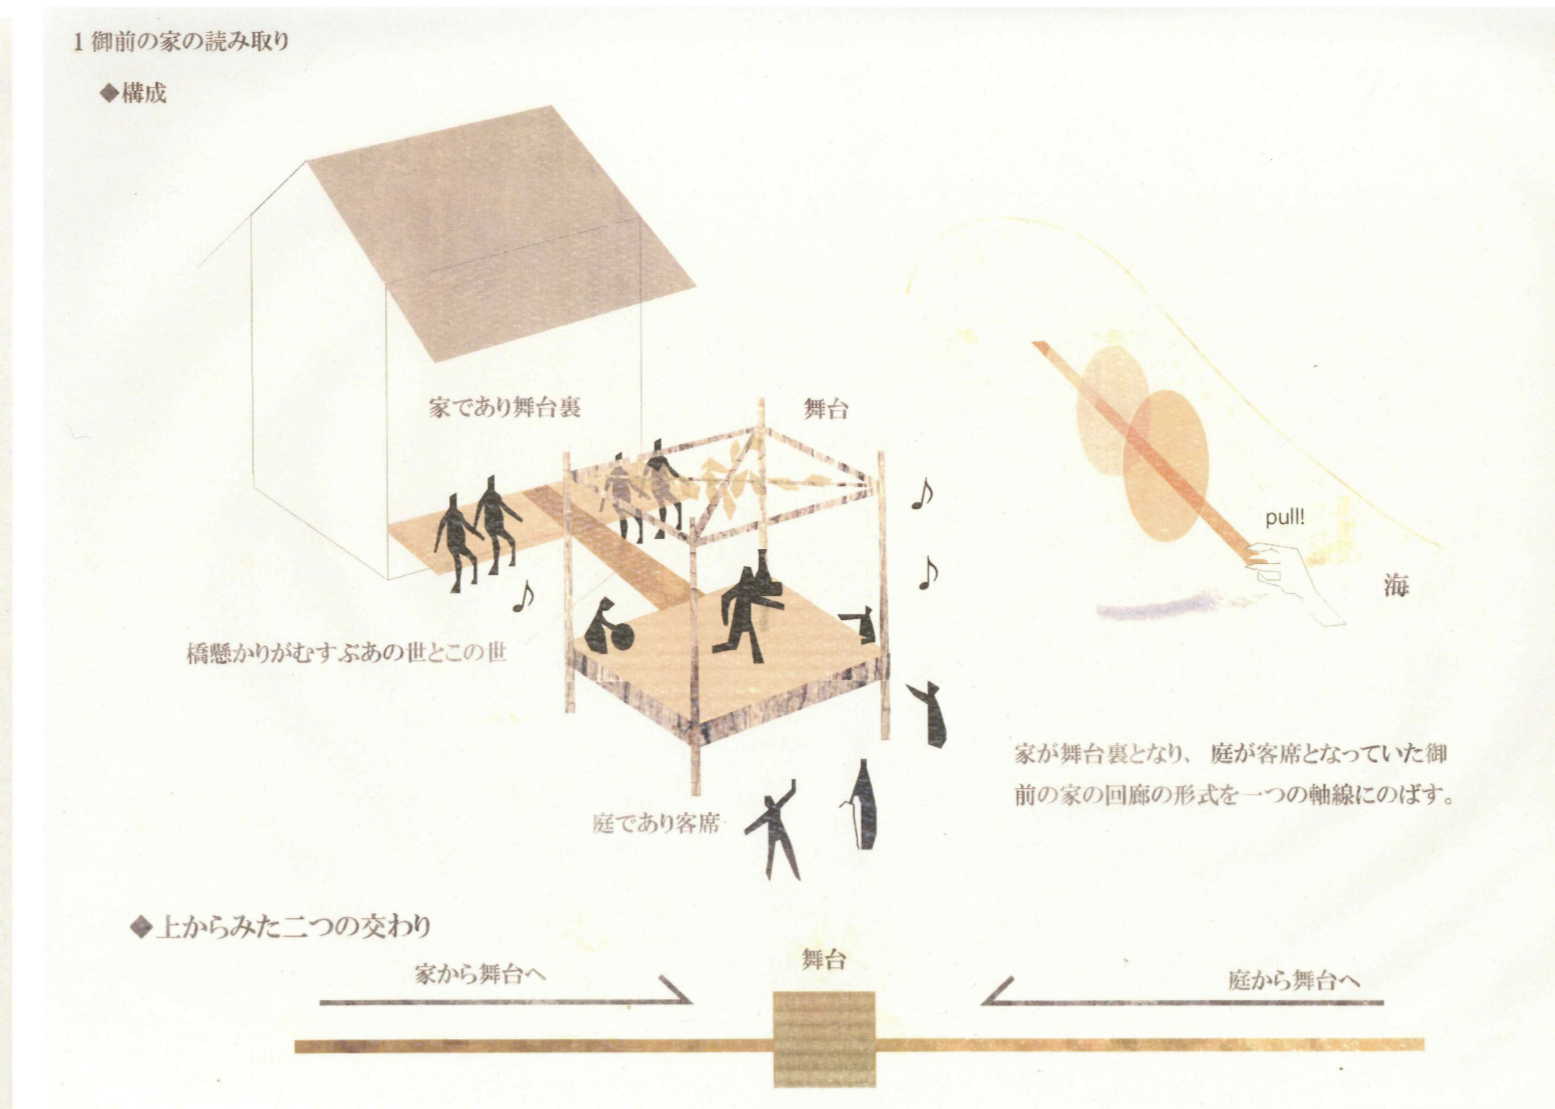 1 御前の家の読み取り
◆構成
家であり舞台裏
舞台
pull!
海
橋懸かりがむすぶあの世とこの世
家が舞台裏となり、庭が客席となっていた御
前の家の回廊の形式を一つの軸線にのばす。
庭であり客席
◆上からみた二つの交わり
家から舞台へ
舞台
庭から舞台へ